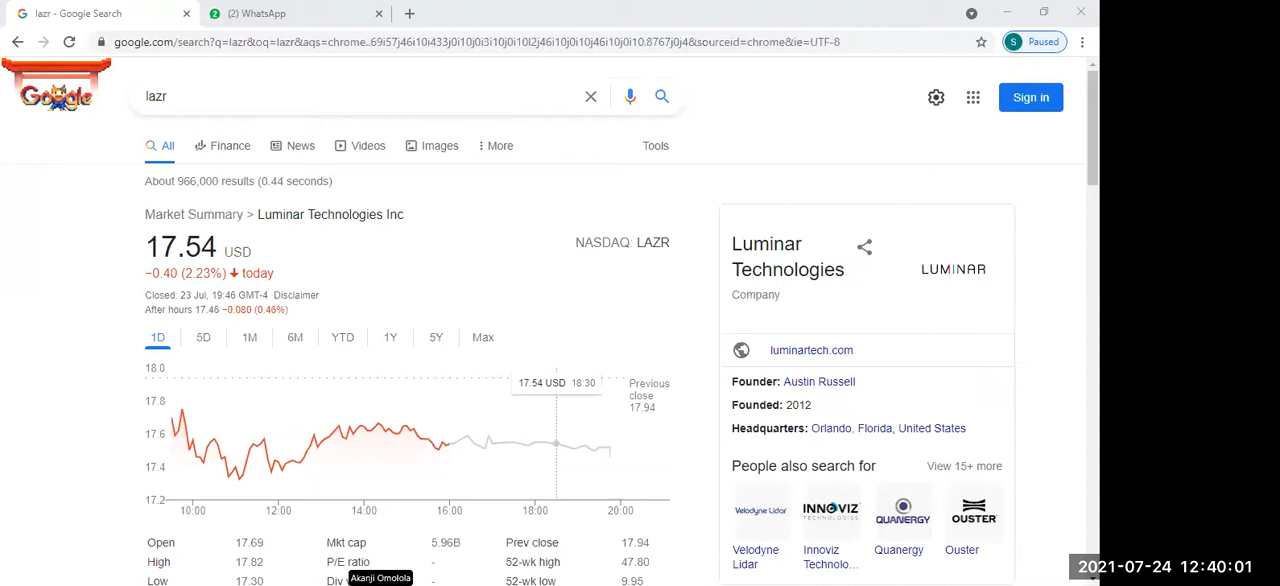 lazr - Google Search
(2) WhatsApp
google.com/search?q=lazr&oq=lazr&aqs=chrome..69i57j46i10i433j0i10j0i3j0i10j0i10l2j46i10j0i10j46i10j0i10.8767j0j4&sourceid=chrome&ie=UTF-8
S Paused
Google
lazr
Sign in
All Finance News Videos Images More Tools
About 966,000 results (0.44 seconds)
Market Summary > Luminar Technologies Inc
17.54 USD
NASDAQ: LAZR
−0.40 (2.23%) today
Closed: 23 Jul, 19:46 GMT-4 Disclaimer
After hours 17.46 −0.080 (0.46%)
1D 5D 1M 6M YTD 1Y 5Y Max
18.0
17.8
17.6
17.4
17.2
17.54 USD 18:30
Previous
close
17.94
10:00 12:00 14:00 16:00 18:00 20:00
Open 17.69 Mkt cap 5.96B Prev close 17.94
High 17.82 P/E ratio - 52-wk high 47.80
Low 17.30 Div - 52-wk low 9.95
Akanji Omolola
Luminar
Technologies
LUMINAR
Company
luminartech.com
Founder: Austin Russell
Founded: 2012
Headquarters: Orlando, Florida, United States
People also search for View 15+ more
Velodyne Lidar
INNOVIZ
TECHNOLOGIES
QUANERGY
OUSTER
Velodyne
Lidar
Innoviz
Technolo...
Quanergy
Ouster
2021-07-24 12:40:01